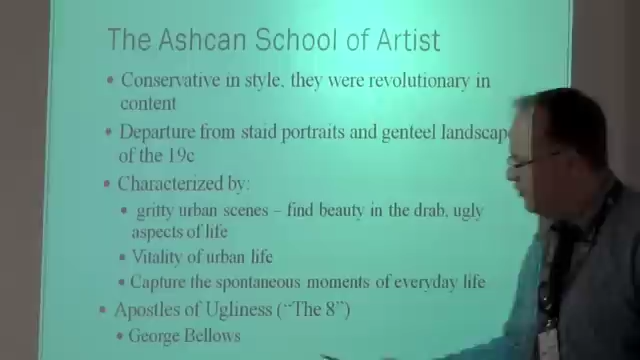 The Ashcan School of Artist
• Conservative in style, they were revolutionary in
content
• Departure from staid portraits and genteel landscap
of the 19c
• Characterized by:
• gritty urban scenes – find beauty in the drab, ugly
aspects of life
• Vitality of urban life
• Capture the spontaneous moments of everyday life
• Apostles of Ugliness ("The 8")
• George Bellows